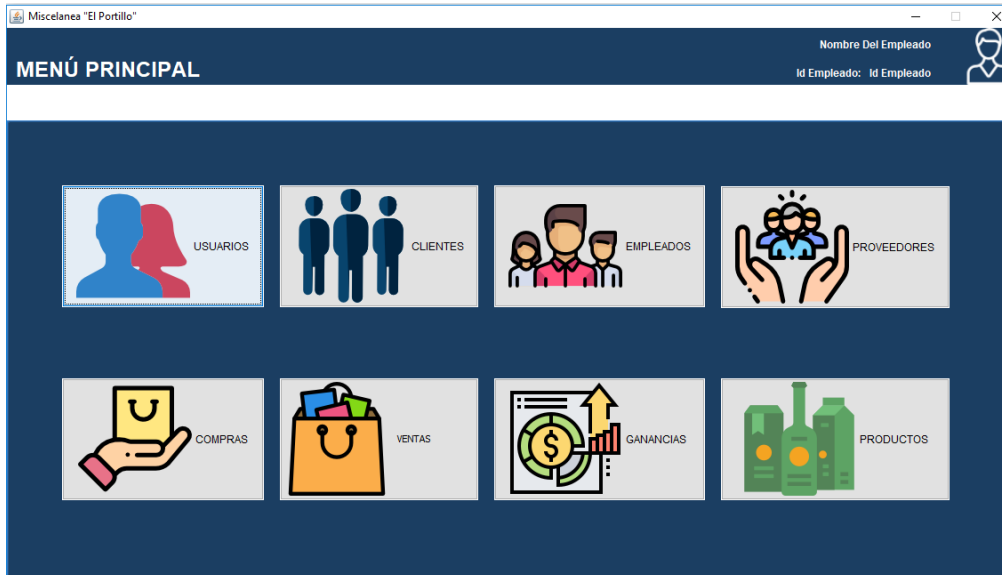 Miscelanea "El Portillo"
Nombre Del Empleado
MENÚ PRINCIPAL
Id Empleado: Id Empleado
USUARIOS
CLIENTES
EMPLEADOS
PROVEEDORES
COMPRAS
VENTAS
$
GANANCIAS
PRODUCTOS